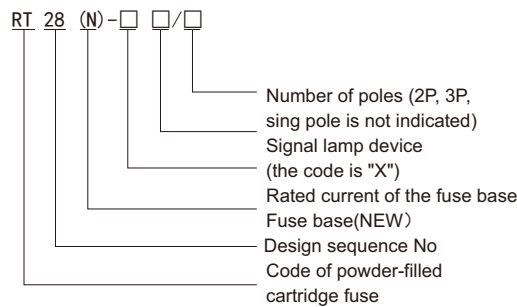 RT 28 (N)-□ □/□
Number of poles (2P, 3P,
sing pole is not indicated)
Signal lamp device
(the code is "X")
Rated current of the fuse base
Fuse base(NEW）
Design sequence No
Code of powder-filled
cartridge fuse